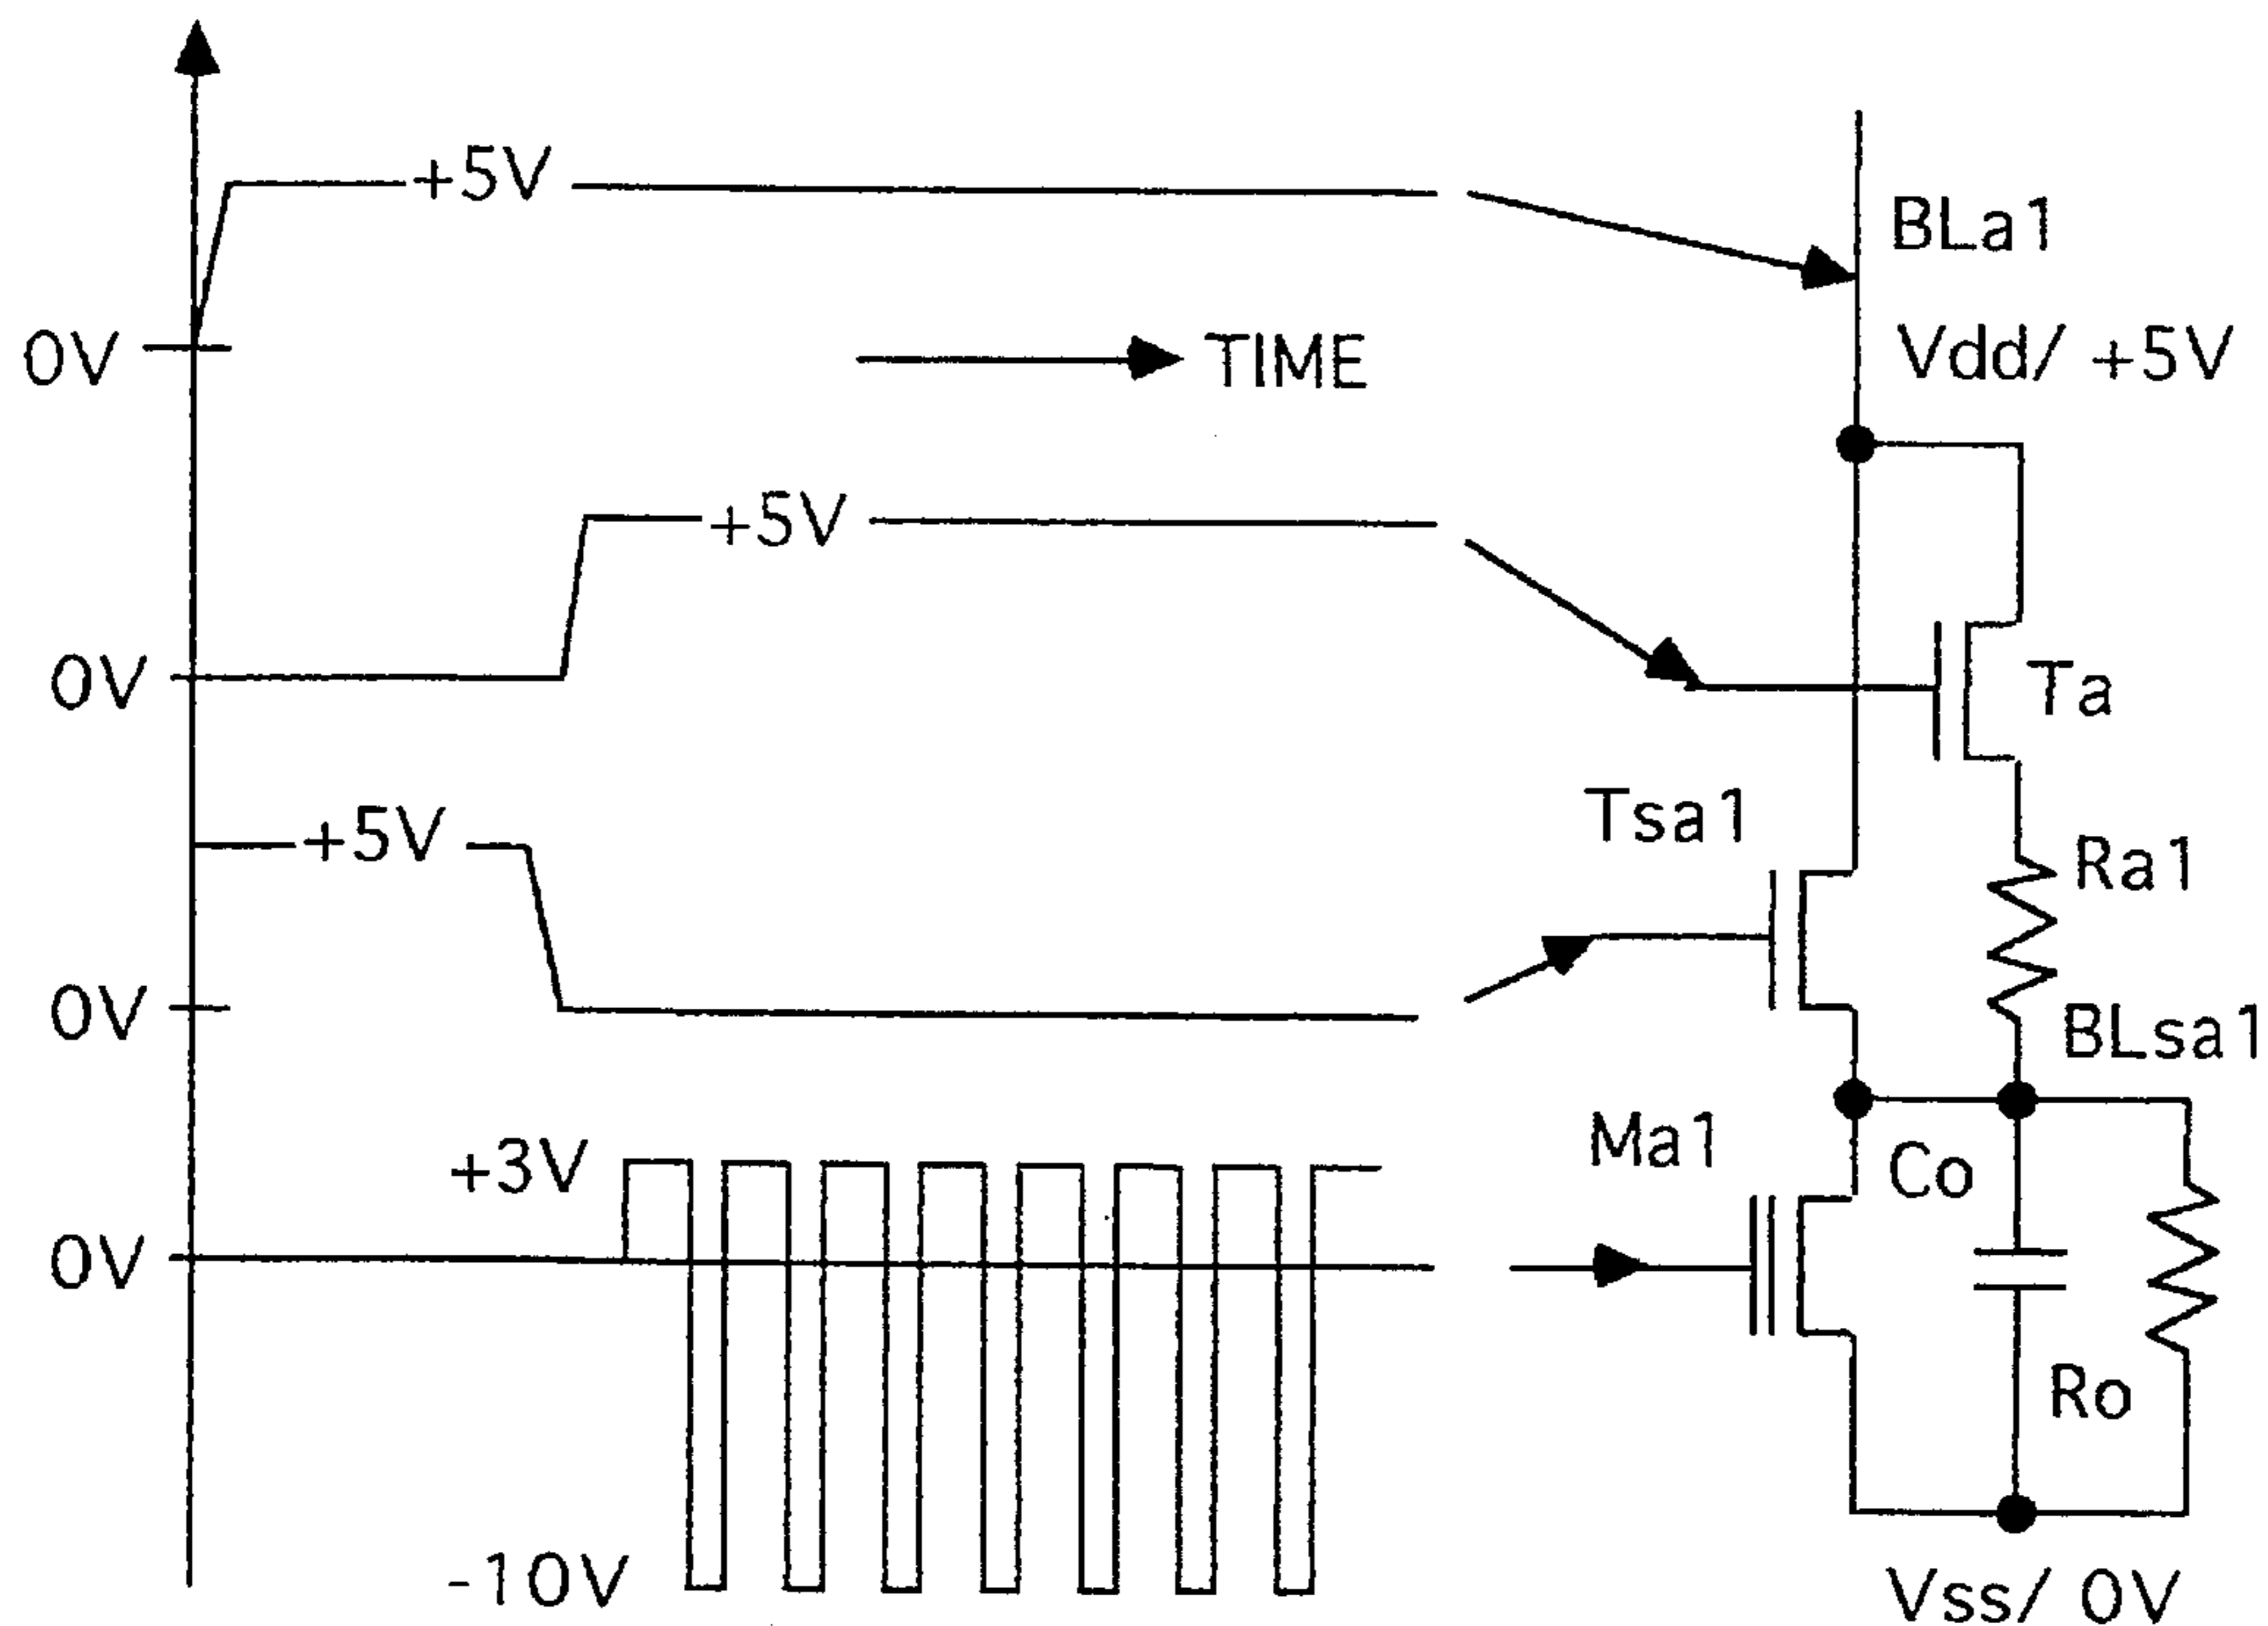 +5V
BLa1
0V
TIME
Vdd/ +5V
+5V
0V
Ta
Tsa1
+5V
Ra1
0V
BLsa1
+3V
Ma1
Co
0V
Ro
-10V
Vss/ 0V